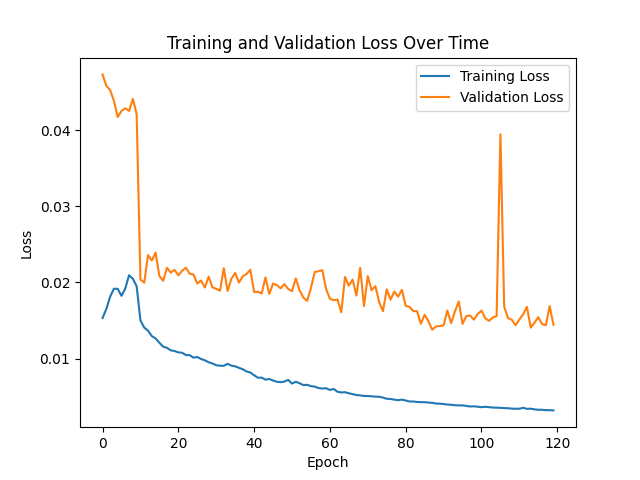 Training and Validation Loss Over Time
Training Loss
Validation Loss
0.04
0.03
0.02
0.01
Loss
0 20 40 60 80 100 120
Epoch